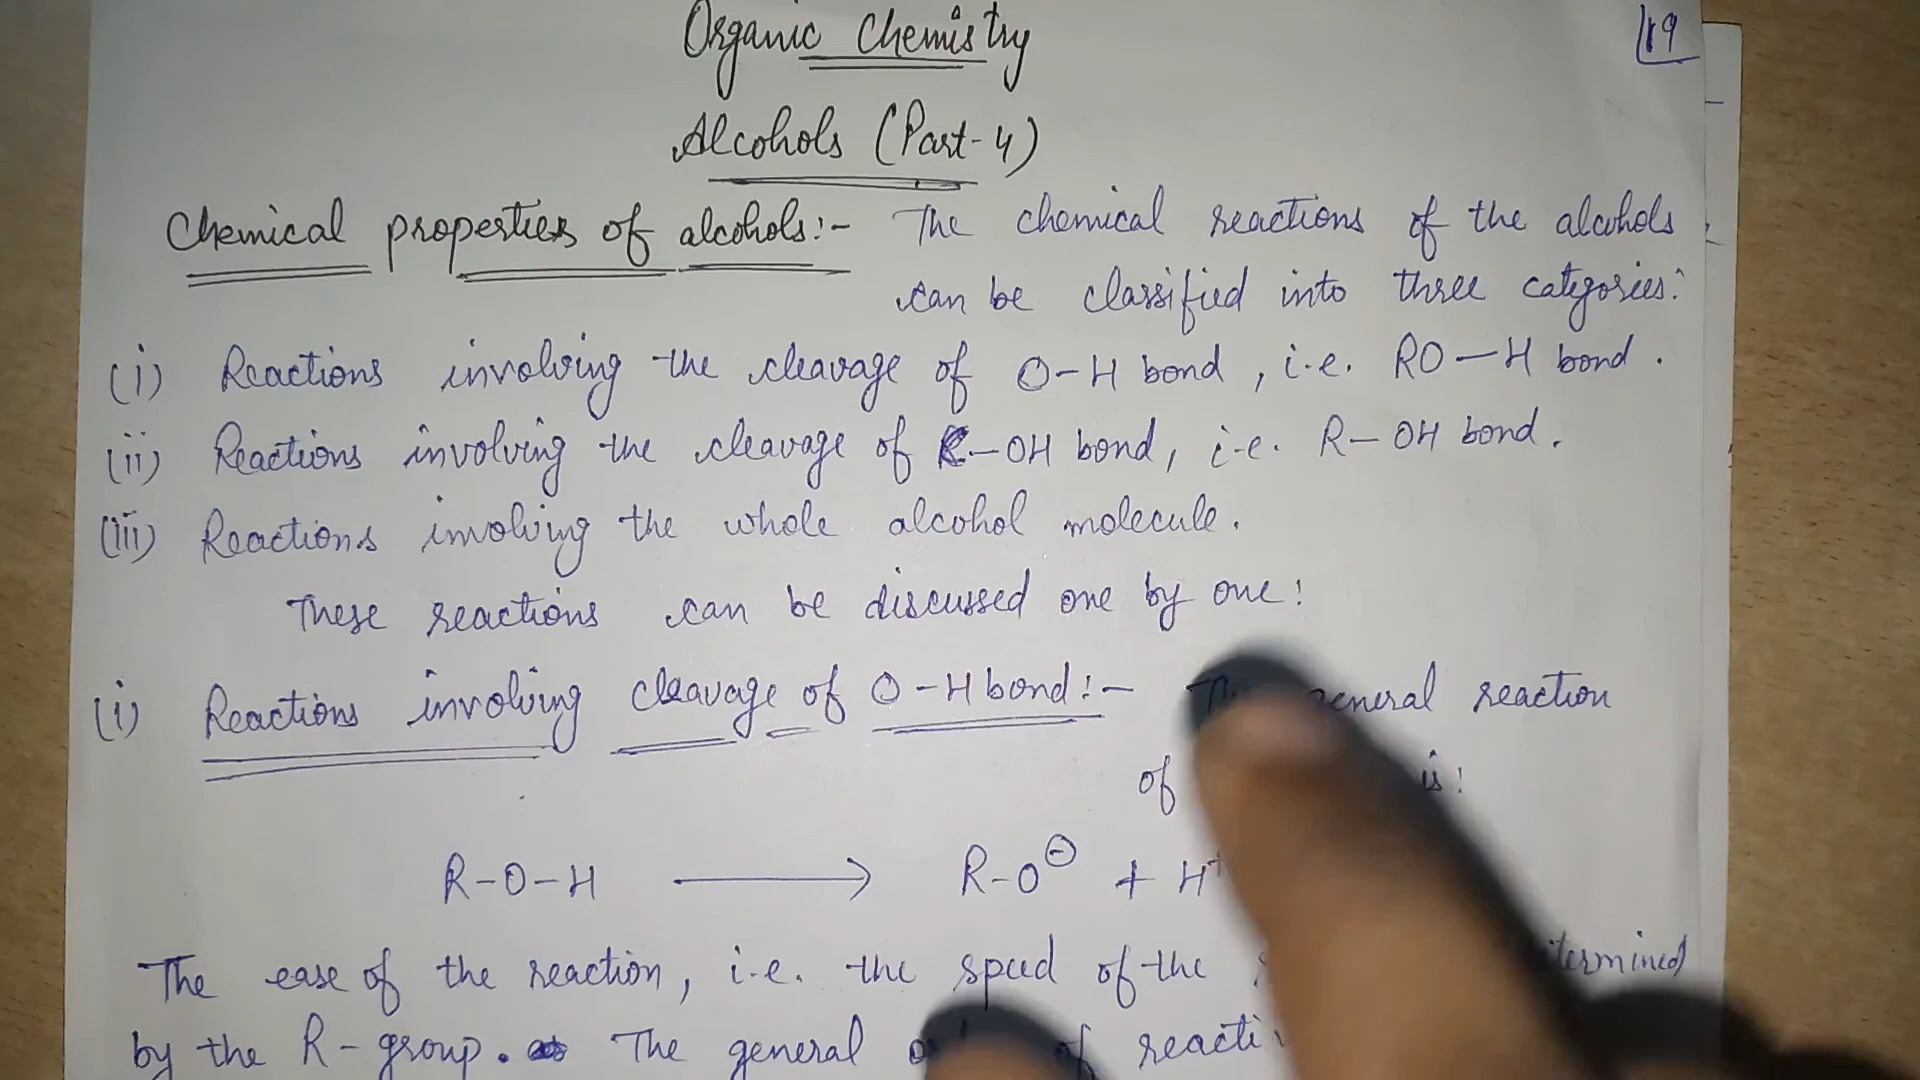 Organic Chemistry
19
Alcohols (Part-4)
Chemical properties of alcohols:- The chemical reactions of the alcohols
can be classified into three categories:
(i) Reactions involving the cleavage of O-H bond, i.e. RO-H bond.
(ii) Reactions involving the cleavage of C-OH bond, i.e. R-OH bond.
(iii) Reactions involving the whole alcohol molecule.
These reactions can be discussed one by one:
(i) Reactions involving cleavage of O-H bond:- reaction
of is:
R-O-H ⟶ R-O⊖ + H⁺
The ease of the reaction, i.e. the speed of the
by the R-group. The general of